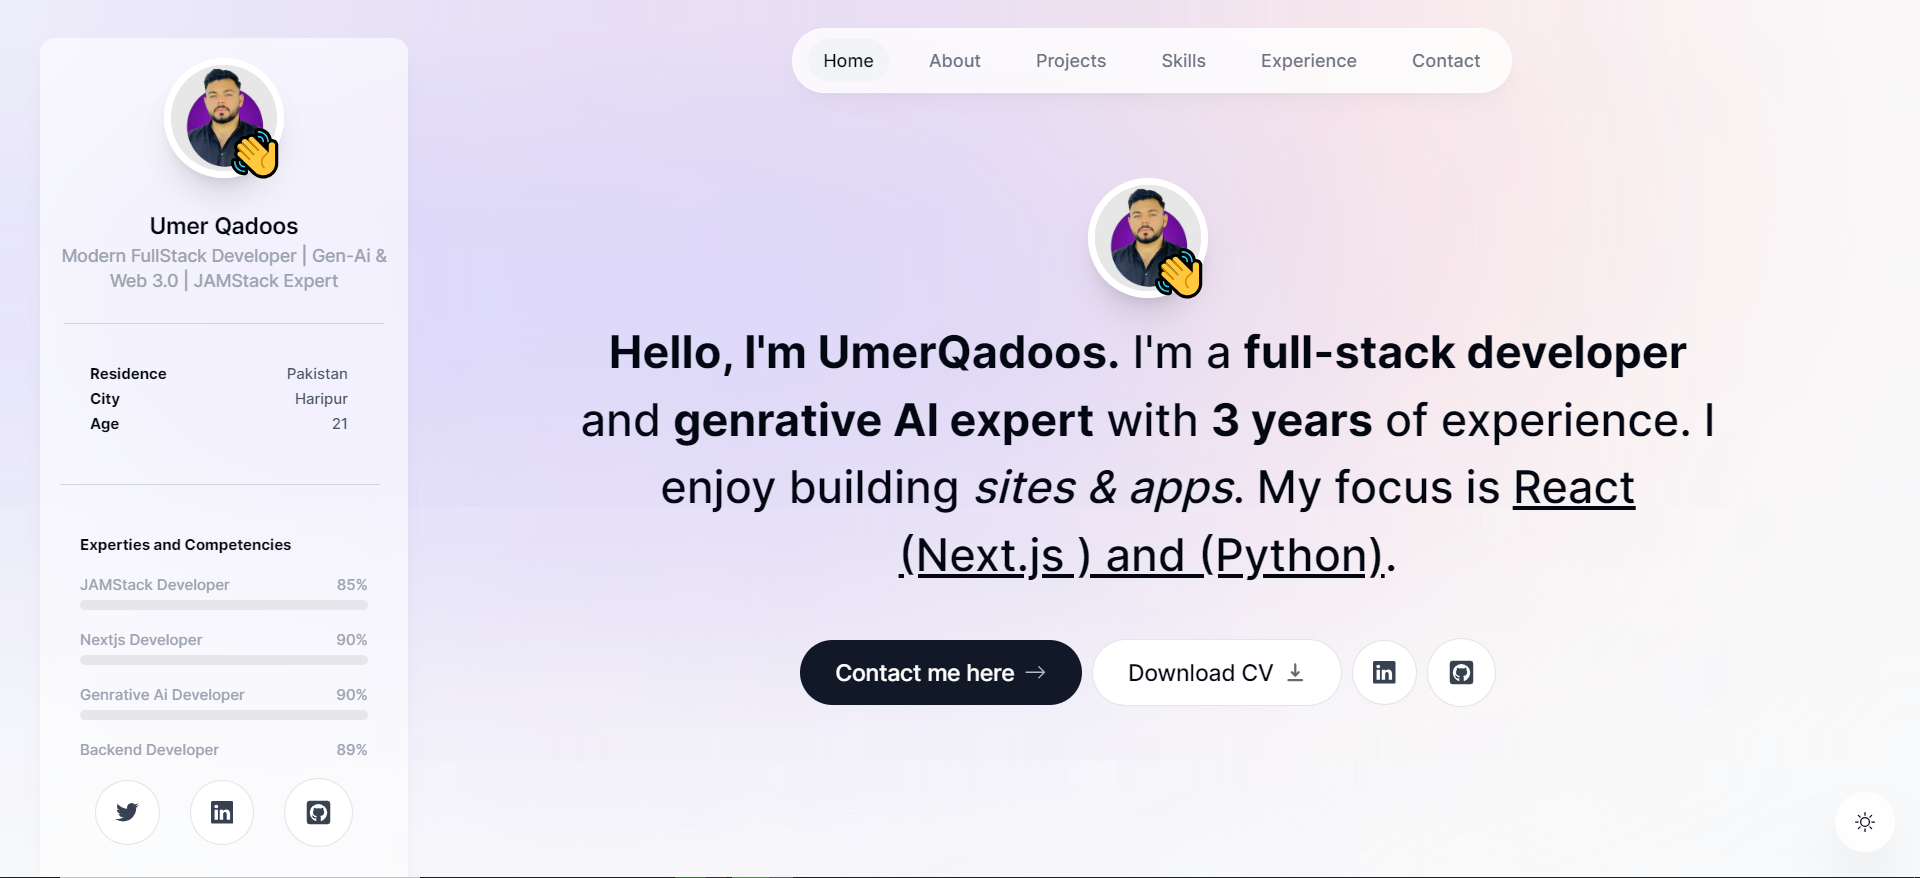 Umer Qadoos
Modern FullStack Developer | Gen-Ai &
Web 3.0 | JAMStack Expert
Residence Pakistan
City Haripur
Age 21
Experties and Competencies
JAMStack Developer 85%
Nextjs Developer 90%
Genrative Ai Developer 90%
Backend Developer 89%
Home About Projects Skills Experience Contact
Hello, I'm UmerQadoos. I'm a full-stack developer
and genrative AI expert with 3 years of experience. I
enjoy building sites & apps. My focus is React
(Next.js ) and (Python).
Contact me here Download CV